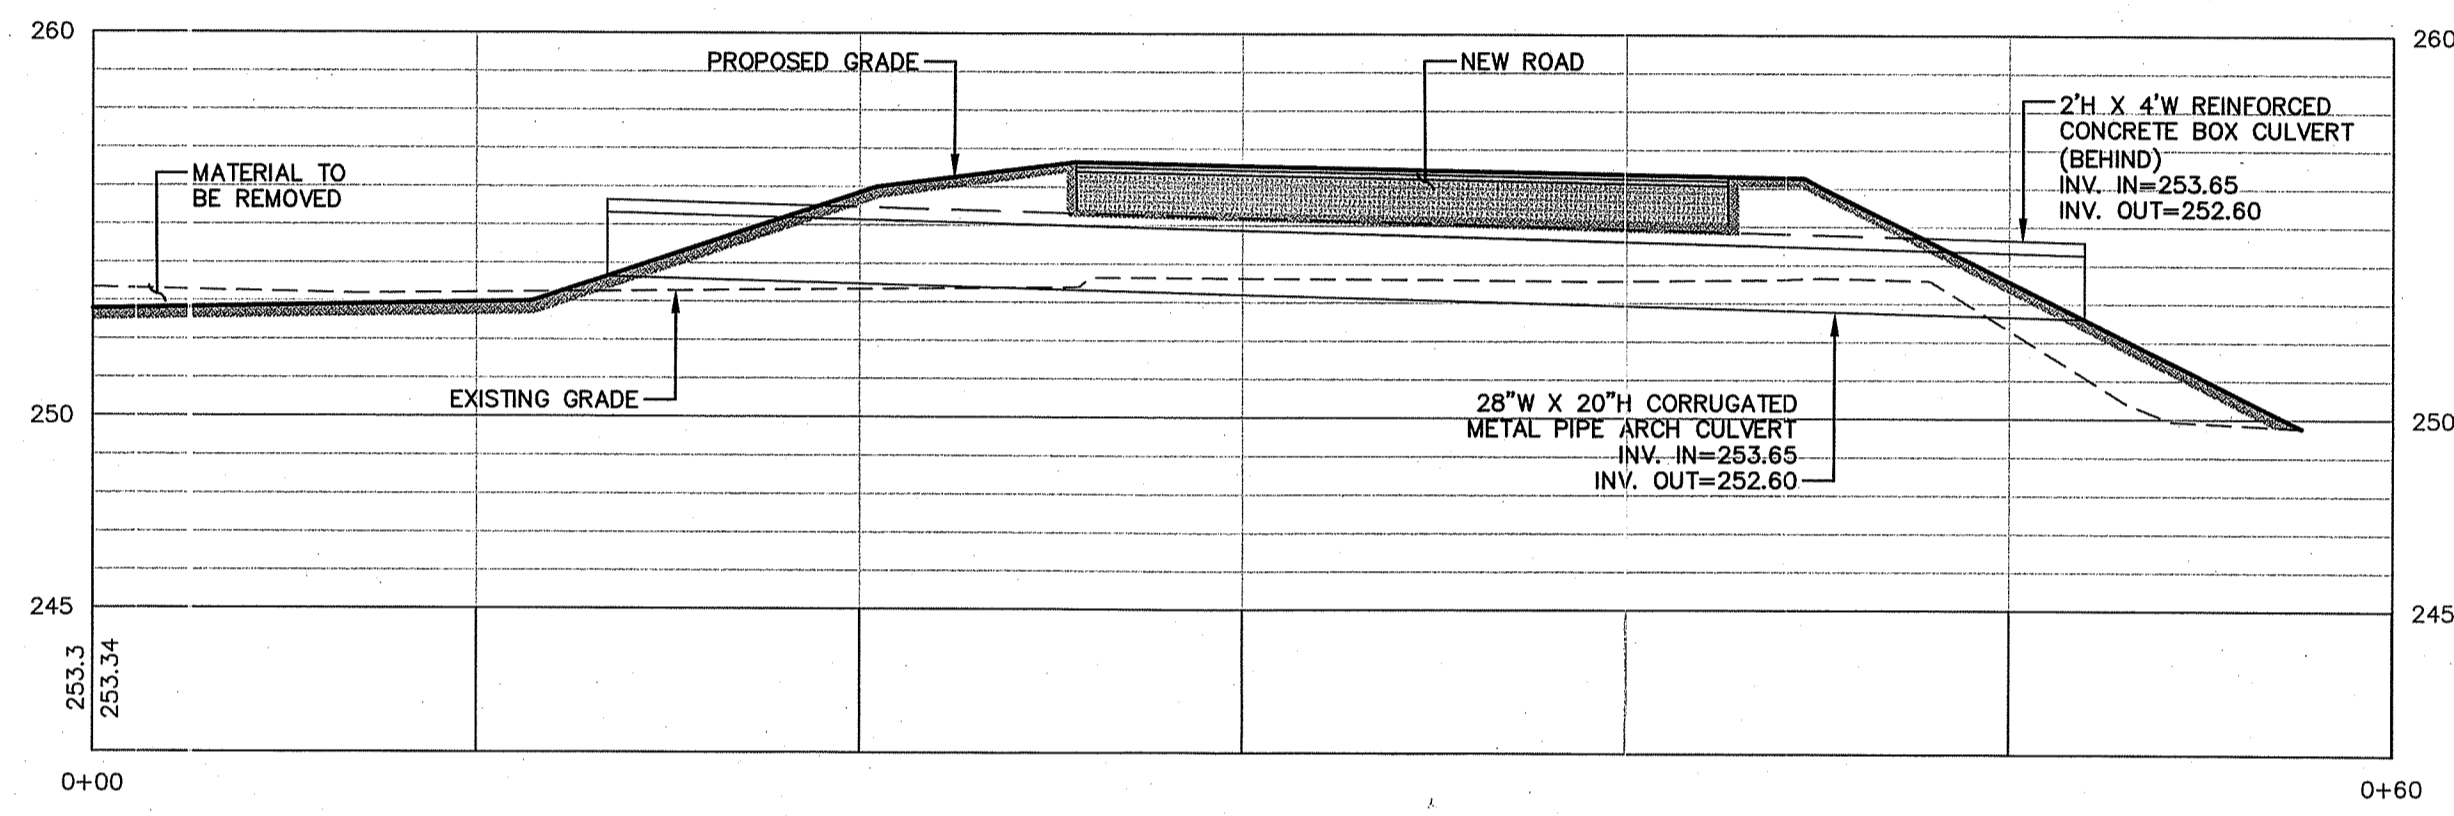 260
260
PROPOSED GRADE
NEW ROAD
2'H X 4'W REINFORCED
CONCRETE BOX CULVERT
(BEHIND)
INV. IN=253.65
INV. OUT=252.60
MATERIAL TO
BE REMOVED
EXISTING GRADE
28"W X 20"H CORRUGATED
METAL PIPE ARCH CULVERT
INV. IN=253.65
INV. OUT=252.60
250
250
245
245
253.3
253.34
0+00
0+60